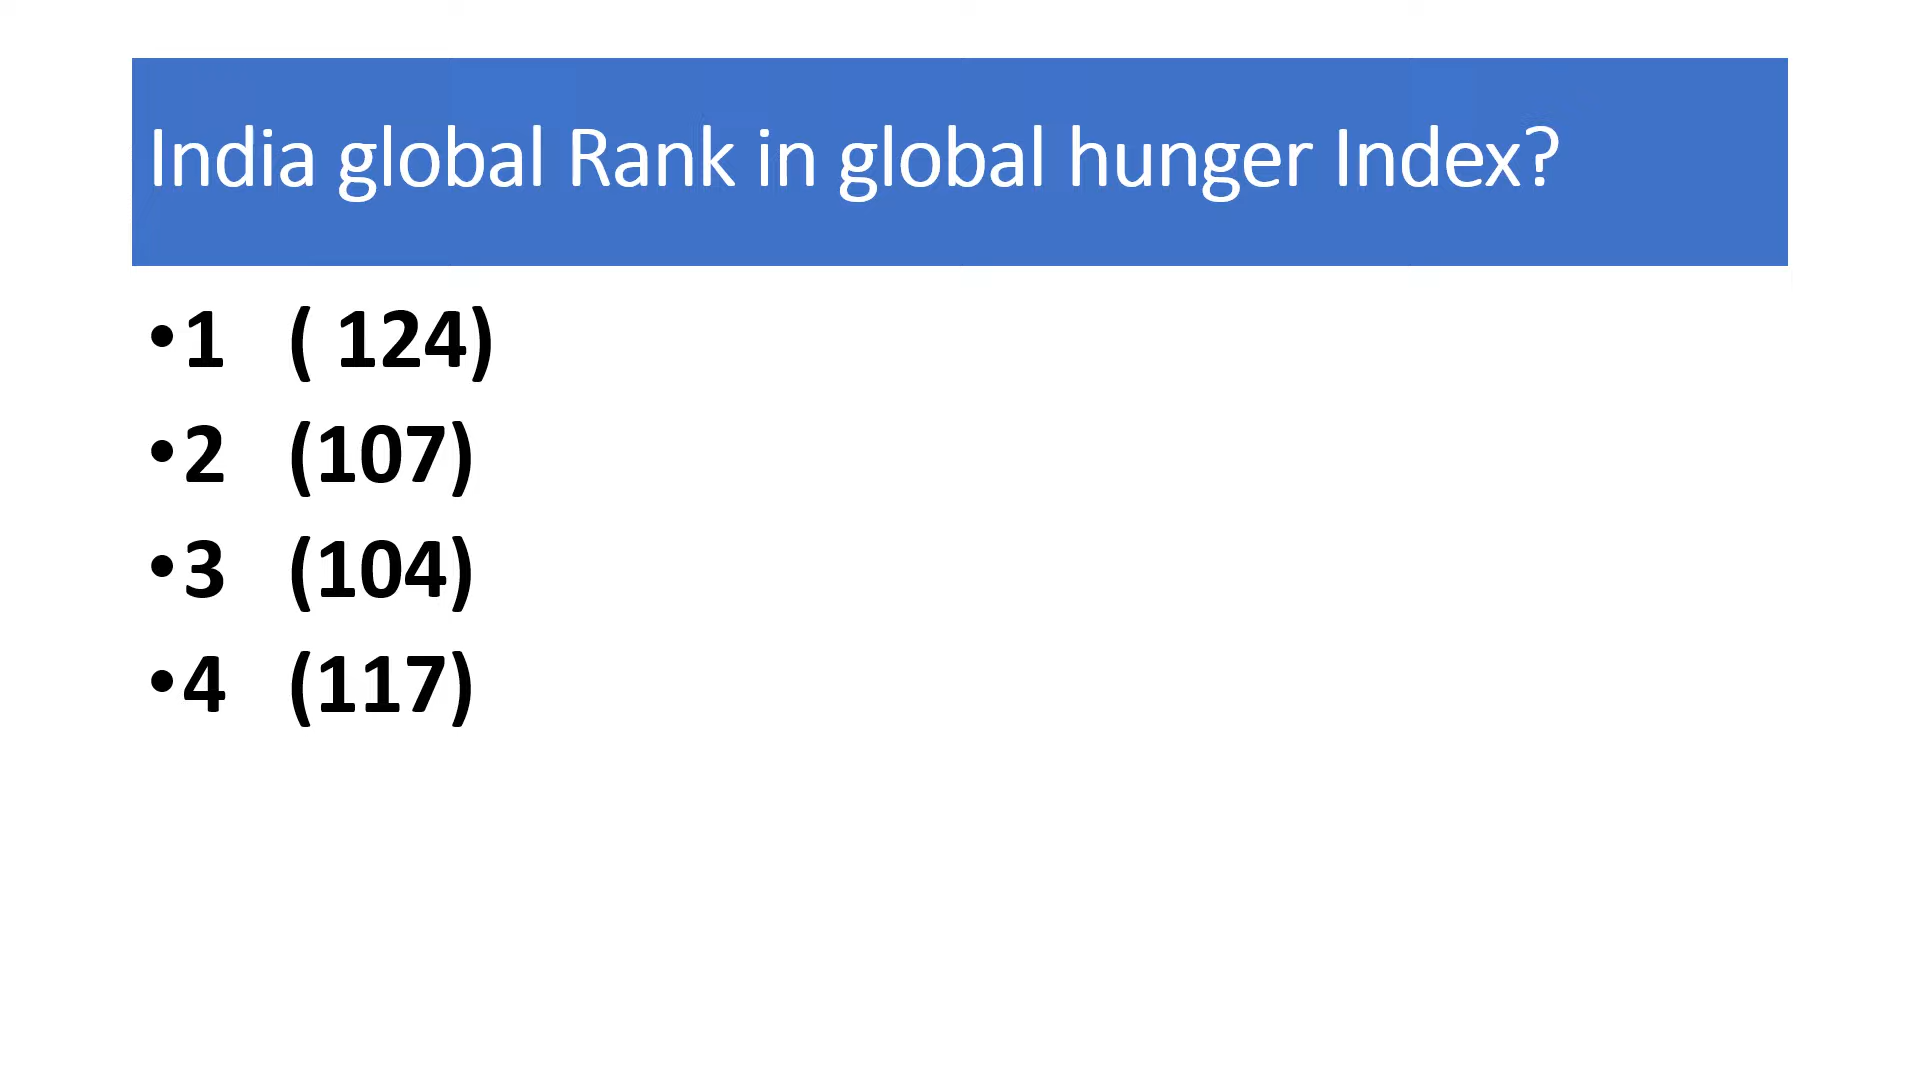 India global Rank in global hunger Index?
•1 ( 124)
•2 (107)
•3 (104)
•4 (117)